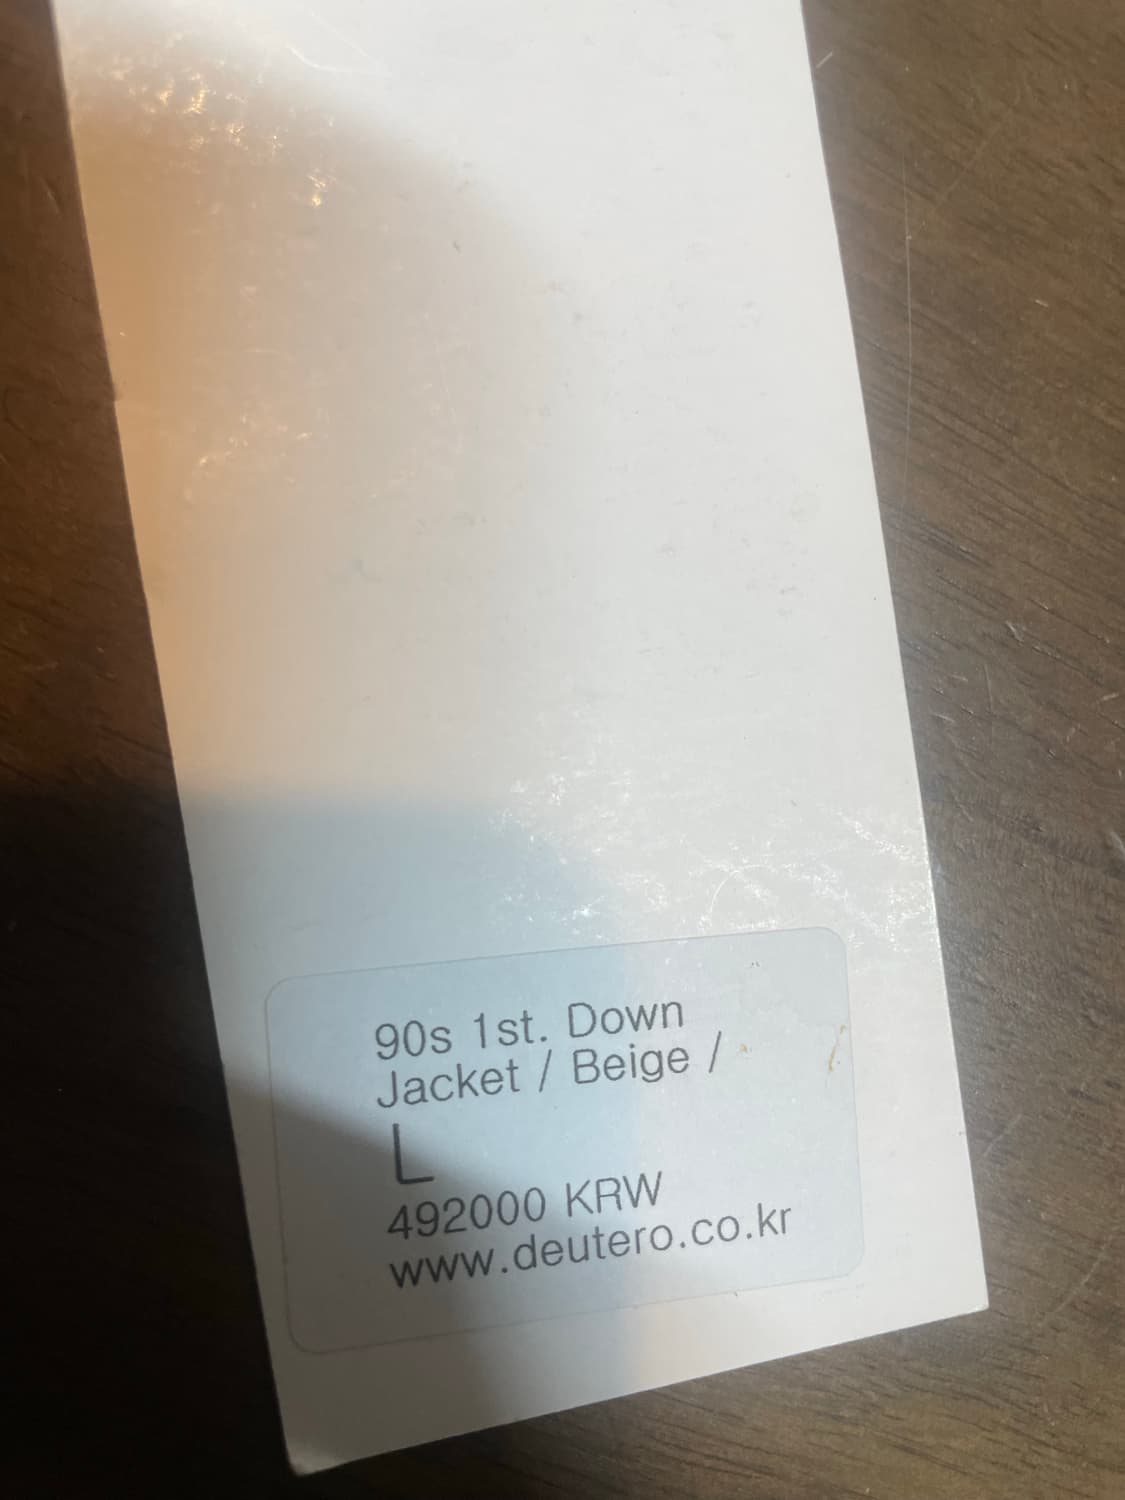 90s 1st. Down
Jacket / Beige /
L
492000 KRW
www.deutero.co.kr